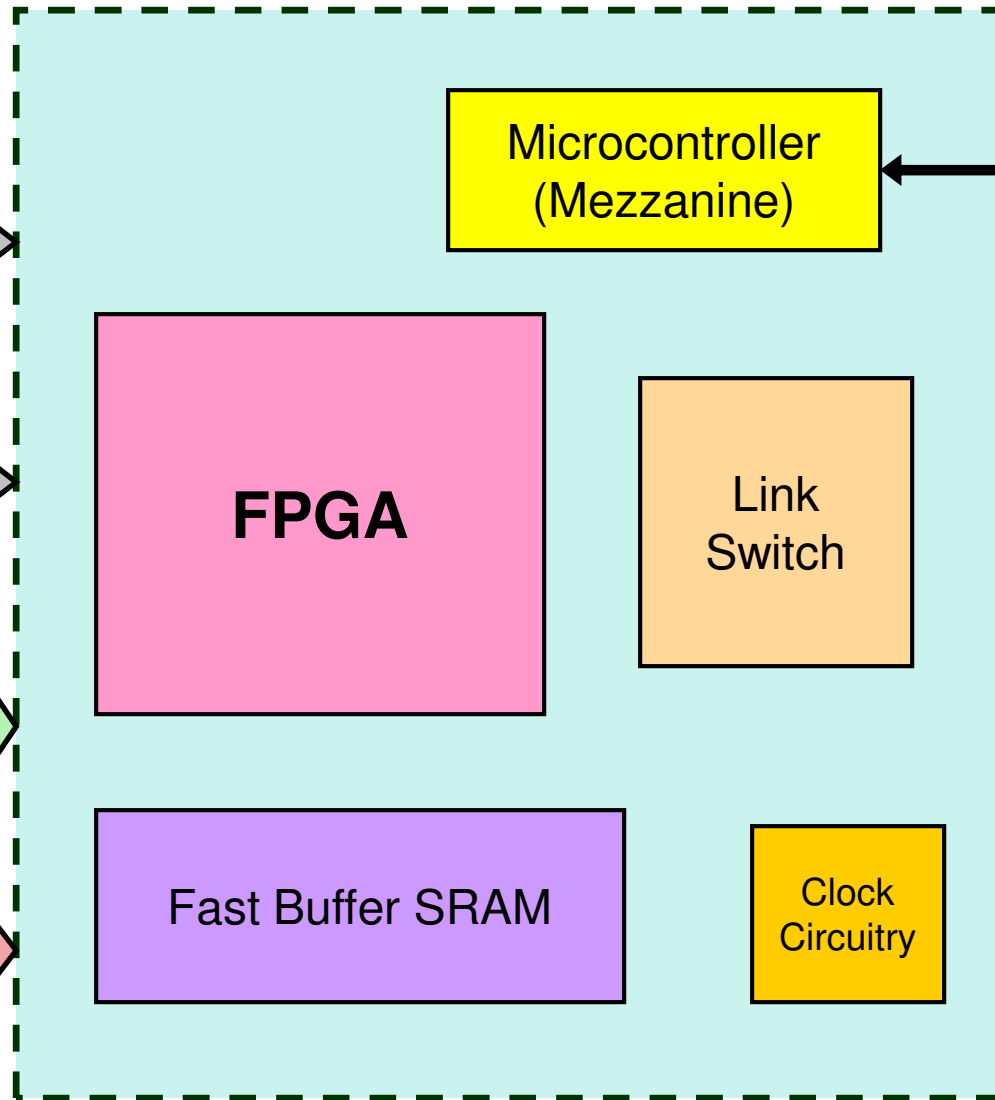 Microcontroller
(Mezzanine)
FPGA
Link
Switch
Fast Buffer SRAM
Clock
Circuitry